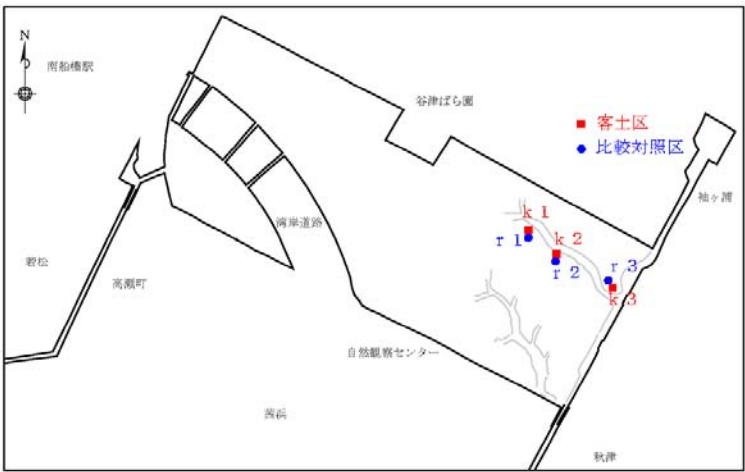 N
南船橋駅
谷津ばら園
客土区
比較対照区
袖ヶ浦
k 1
湾岸道路
r 1
k 2
r 2
r 3
k 3
若松
高瀬町
自然観察センター
茜浜
秋津